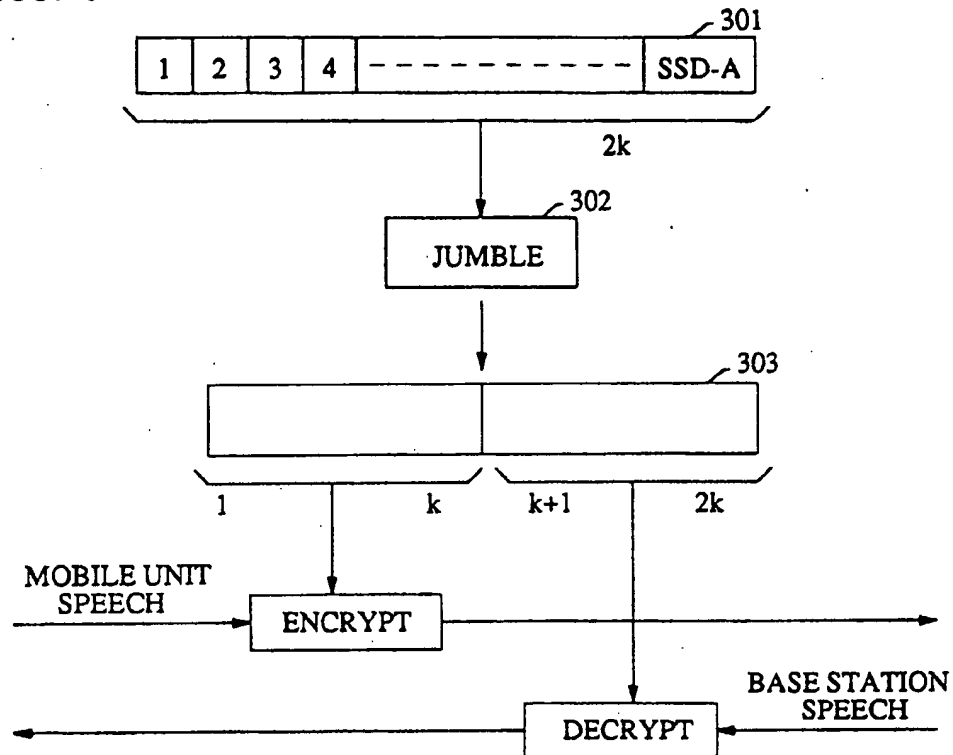 301
1 2 3 4 SSD-A
2k
302
JUMBLE
303
1 k k+1 2k
MOBILE UNIT
SPEECH
ENCRYPT
BASE STATION
SPEECH
DECRYPT